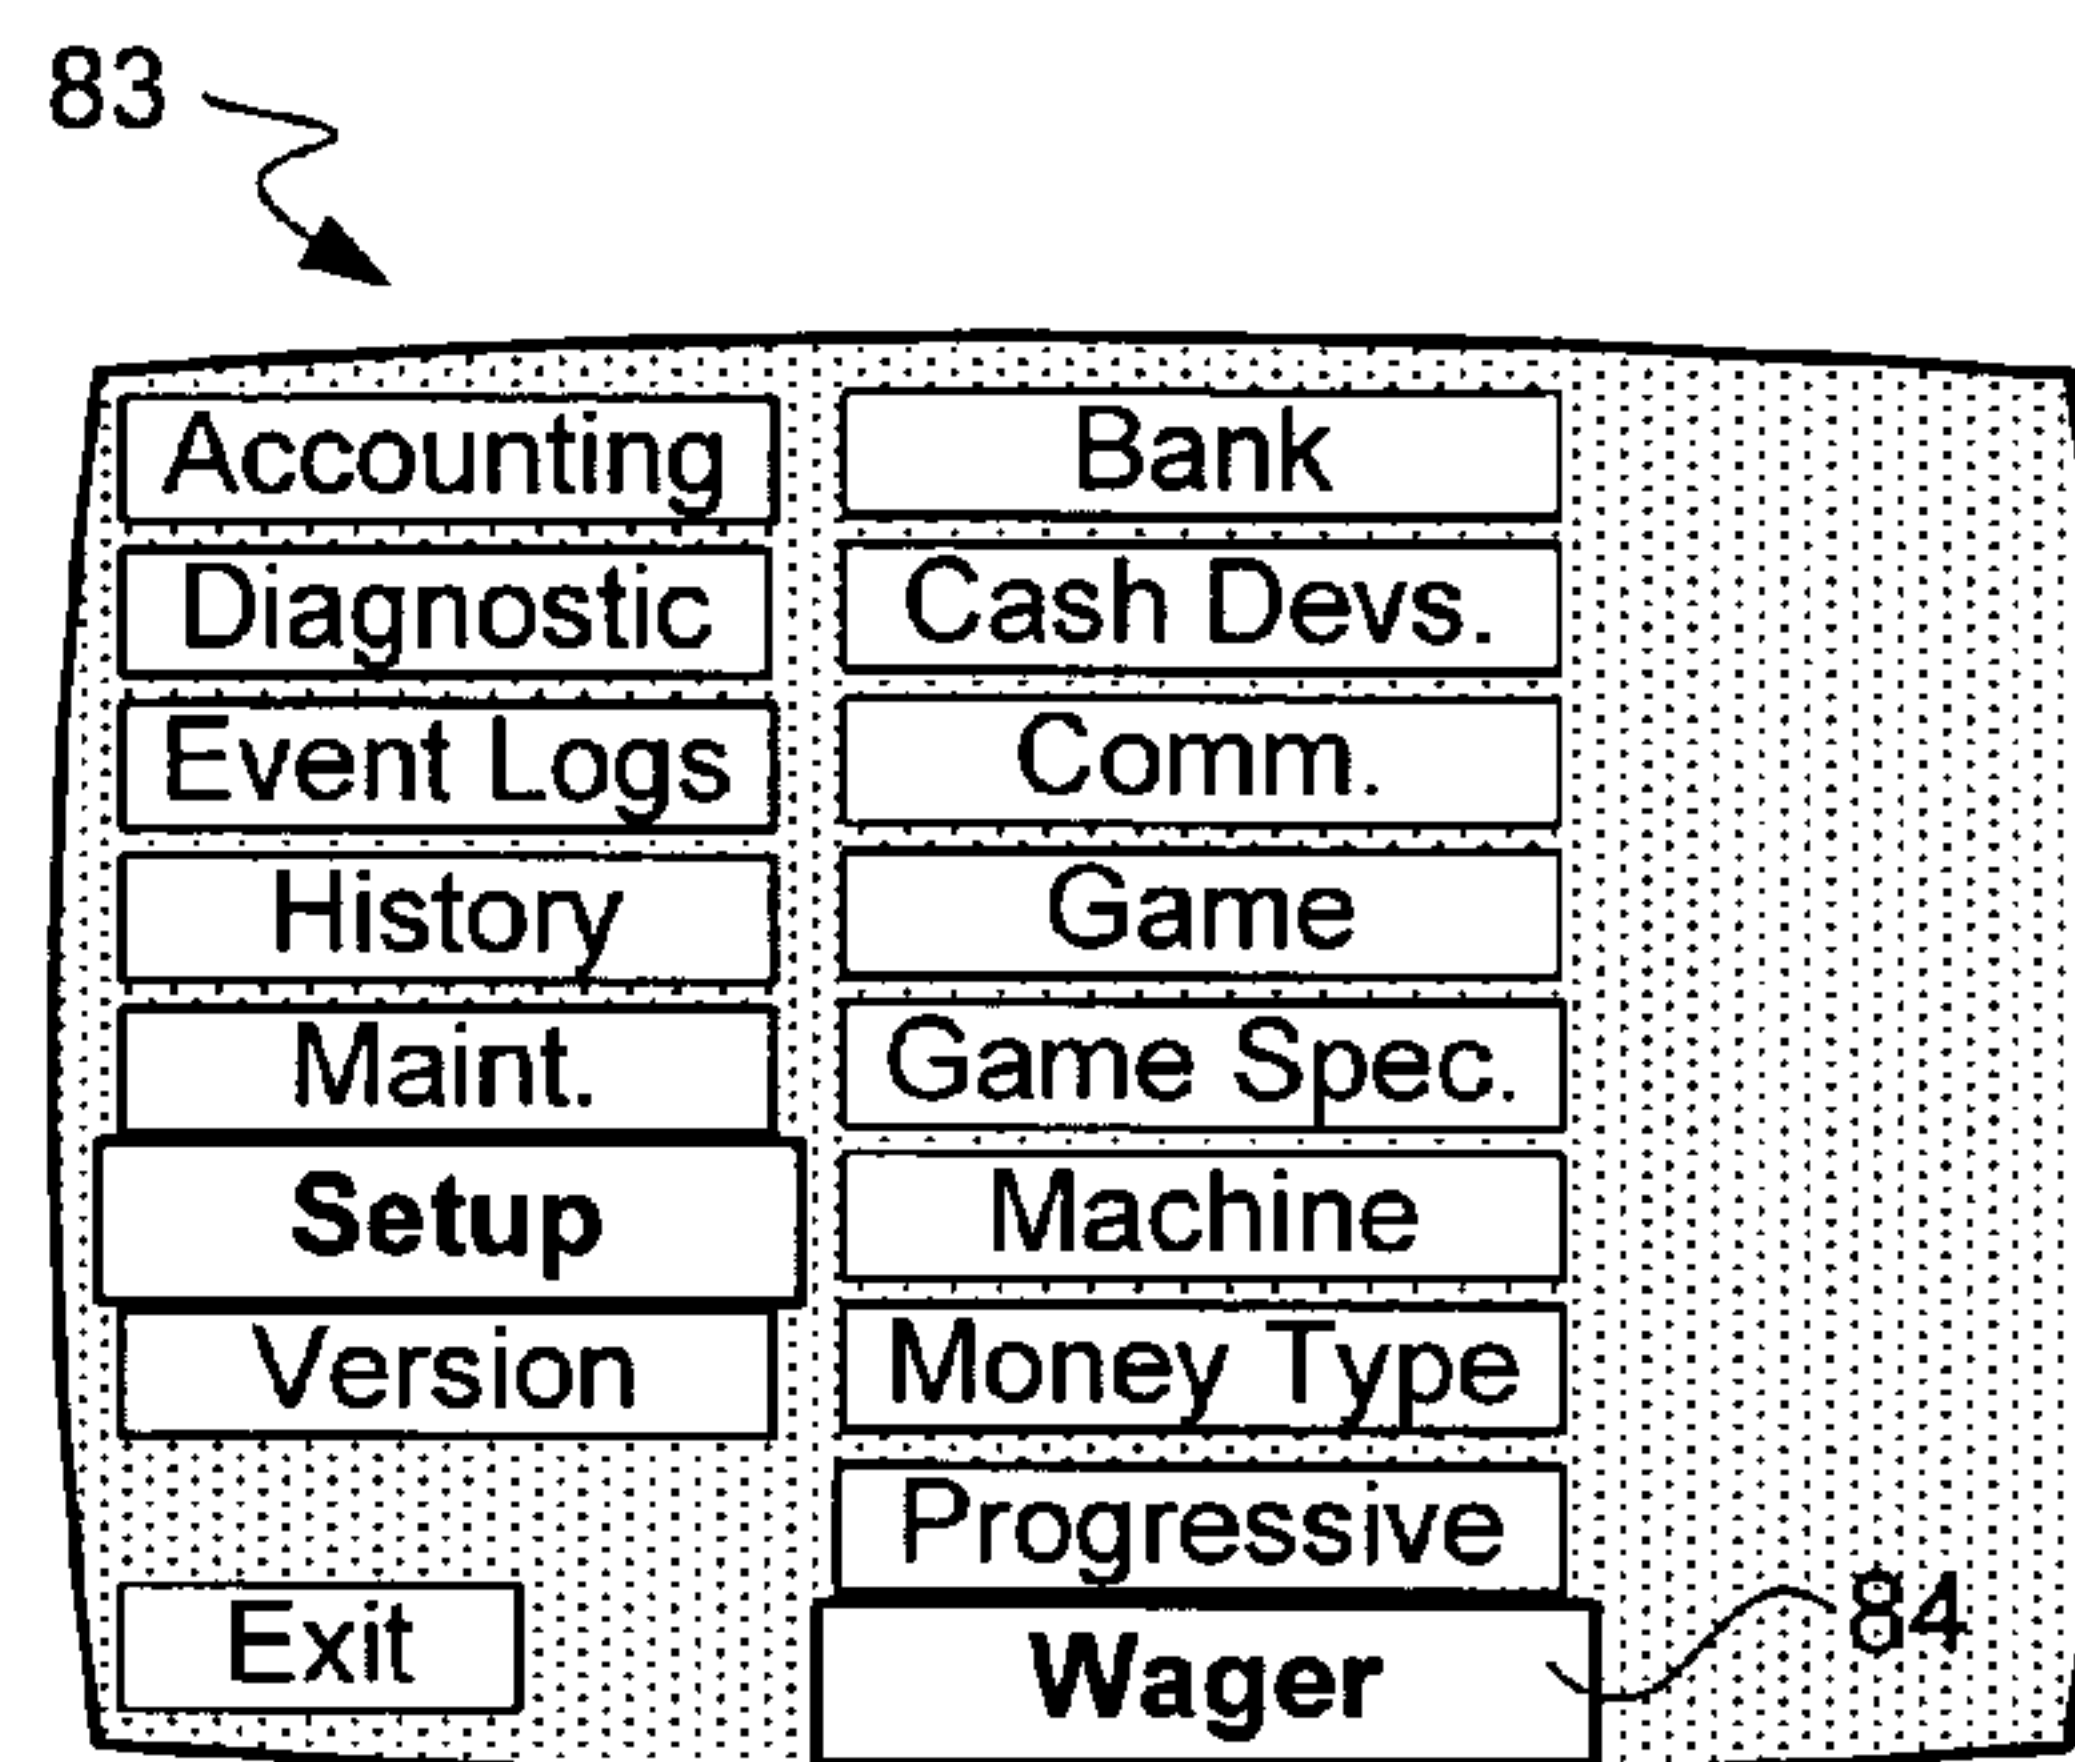 83
Accounting
Diagnostic
Event Logs
History
Maint.
Setup
Version
Exit
Bank
Cash Devs.
Comm.
Game
Game Spec.
Machine
Money Type
Progressive
Wager
84